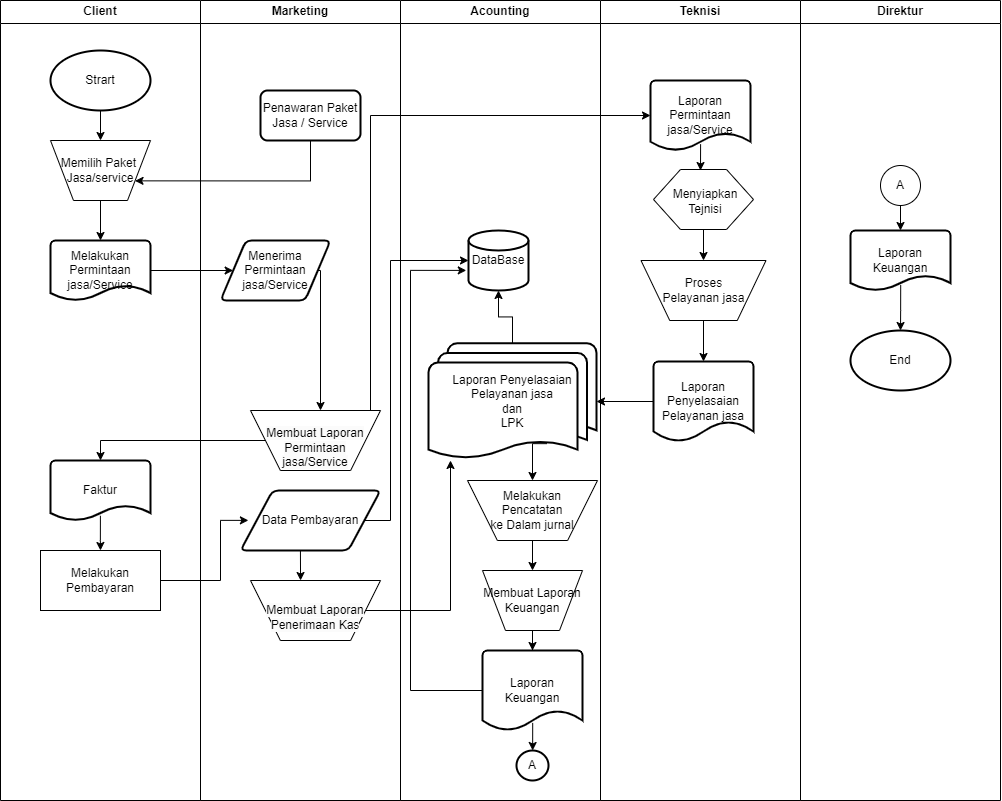 Client
Marketing
Acounting
Teknisi
Direktur
Strart
Memilih Paket
Jasa/service
Melakukan
Permintaan
jasa/Service
Faktur
Melakukan
Pembayaran
Penawaran Paket
Jasa / Service
Menerima
Permintaan
jasa/Service
Membuat Laporan
Permintaan
jasa/Service
Data Pembayaran
Membuat Laporan
Penerimaan Kas
DataBase
Laporan Penyelasaian
Pelayanan jasa
dan
LPK
Melakukan
Pencatatan
ke Dalam jurnal
Membuat Laporan
Keuangan
Laporan
Keuangan
A
Laporan
Permintaan
jasa/Service
Menyiapkan
Tejnisi
Proses
Pelayanan jasa
Laporan
Penyelasaian
Pelayanan jasa
A
Laporan
Keuangan
End